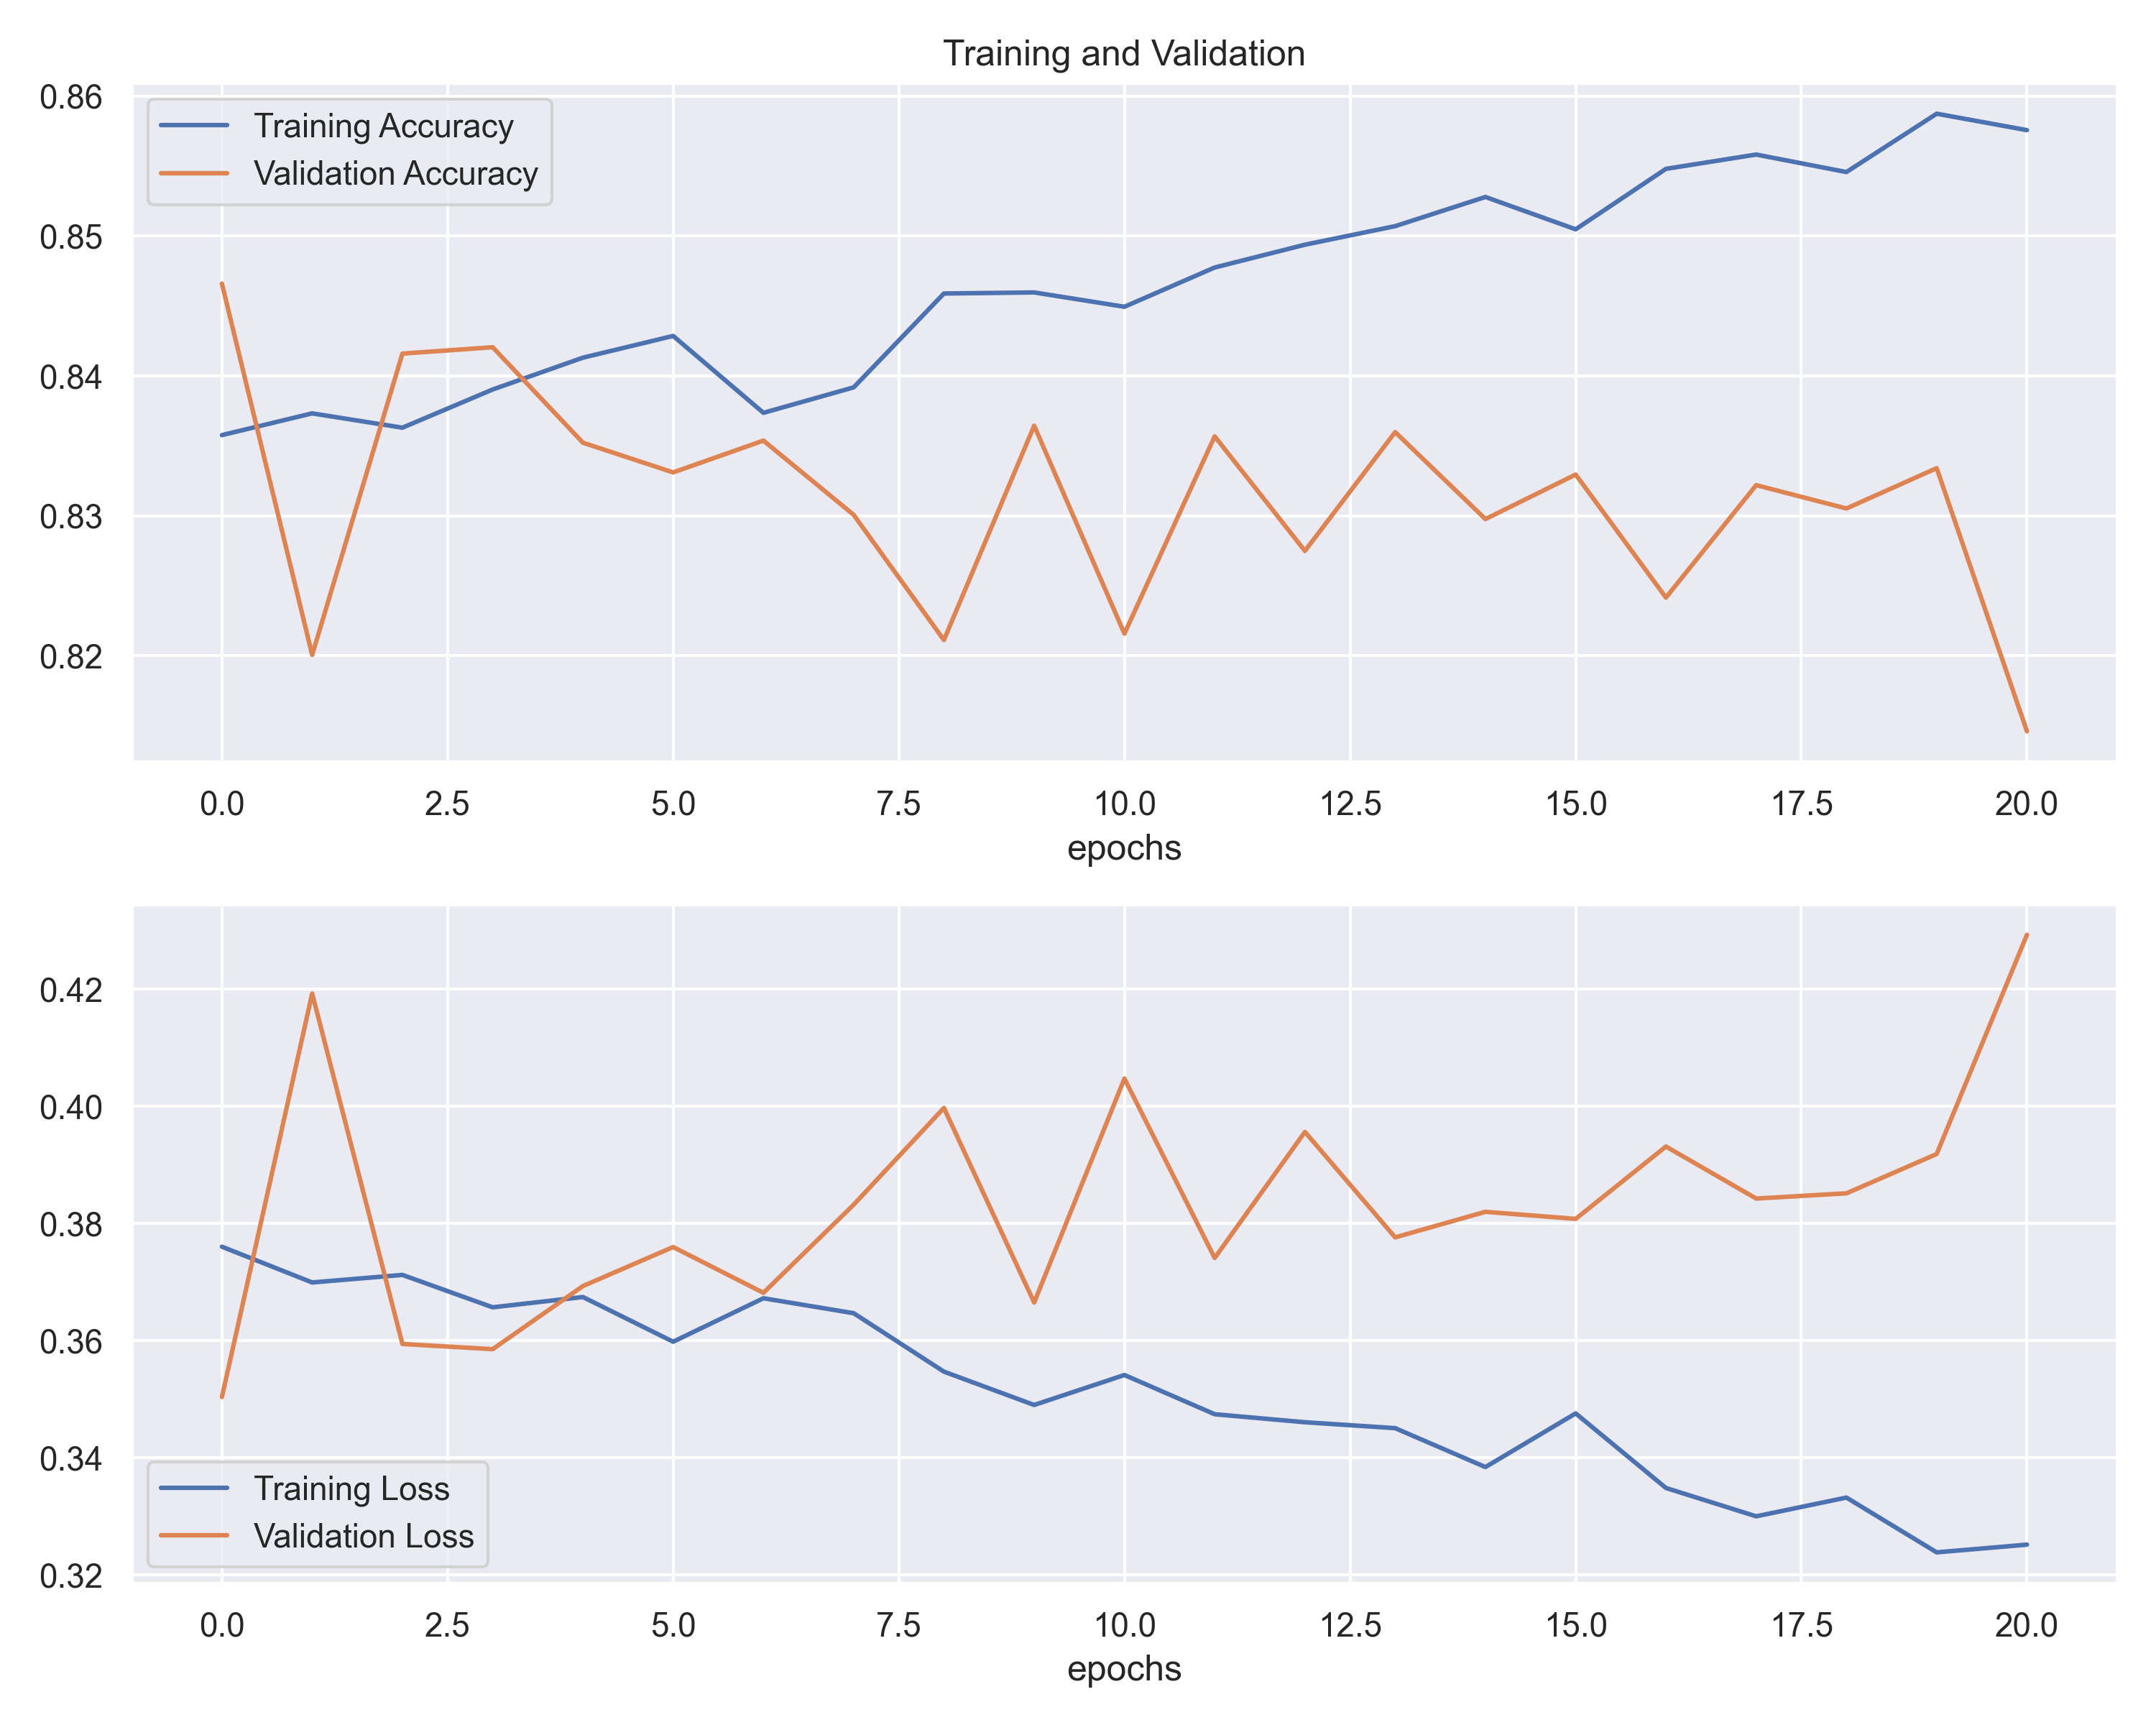 Training and Validation
0.86
Training Accuracy
Validation Accuracy
0.85
0.84
0.83
0.82
0.0 2.5 5.0 7.5 10.0 12.5 15.0 17.5 20.0
epochs
0.42
0.40
0.38
0.36
0.34
Training Loss
Validation Loss
0.32
0.0 2.5 5.0 7.5 10.0 12.5 15.0 17.5 20.0
epochs